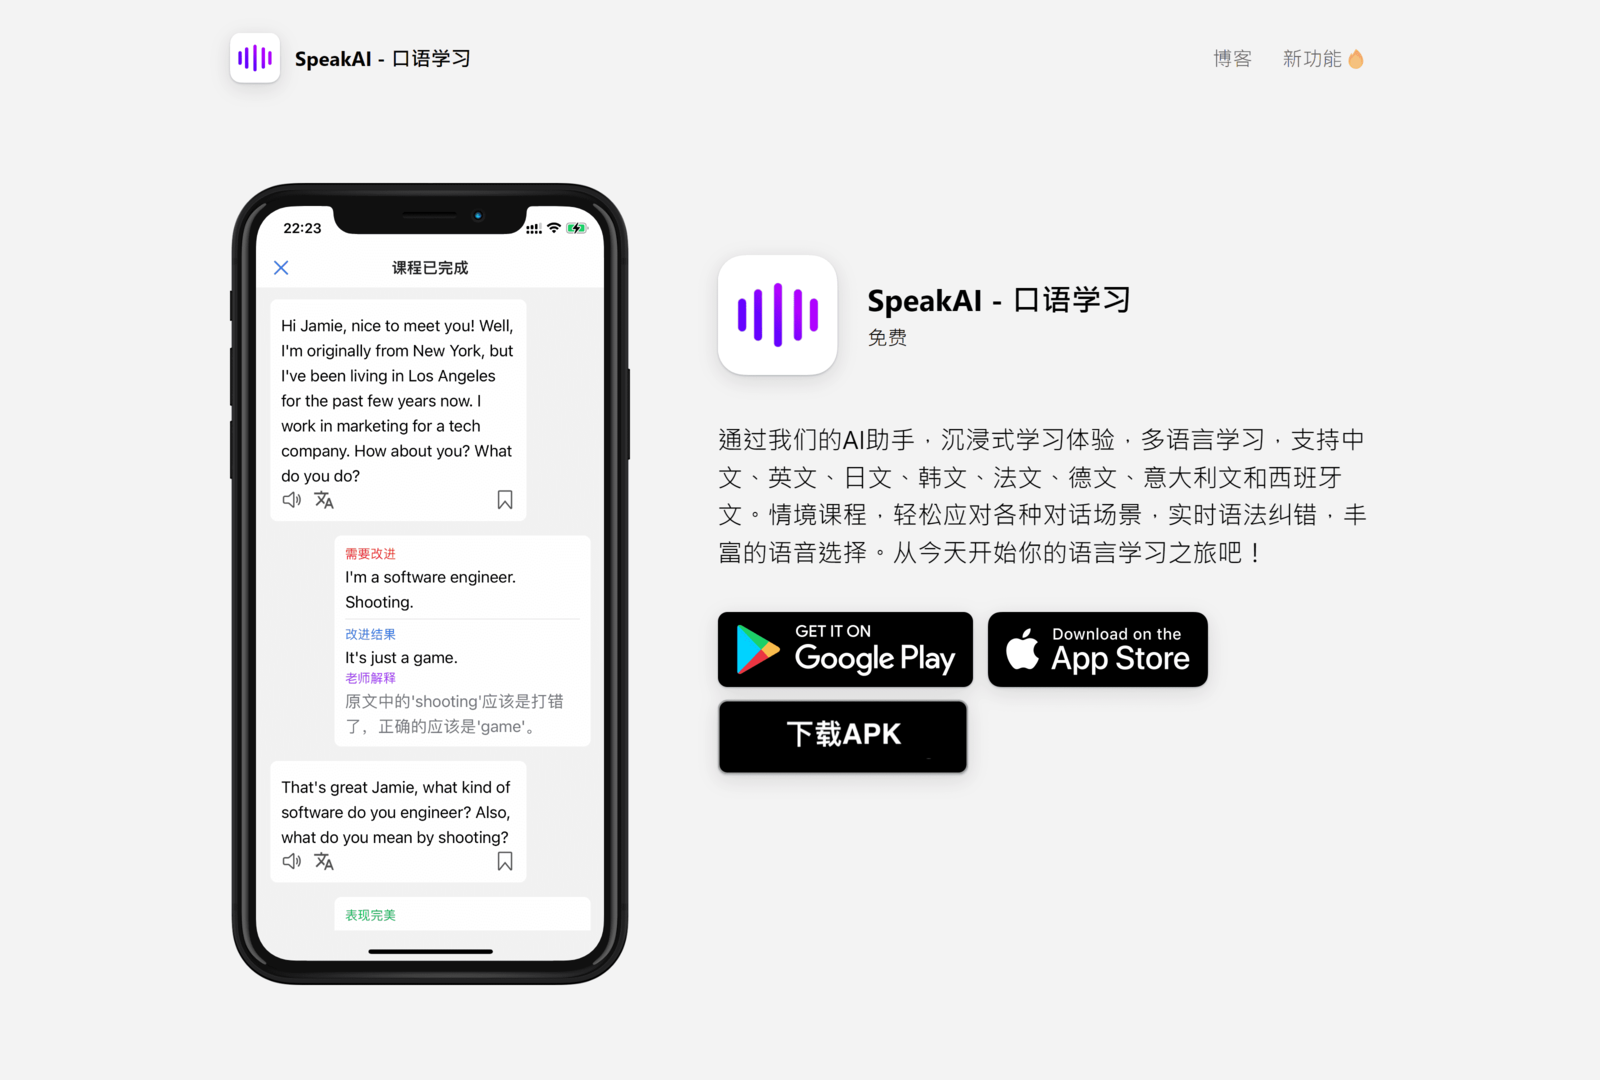 SpeakAI - 口语学习
博客
新功能
22:23
课程已完成
Hi Jamie, nice to meet you! Well,
I'm originally from New York, but
I've been living in Los Angeles
for the past few years now. I
work in marketing for a tech
company. How about you? What
do you do?
需要改进
I'm a software engineer.
Shooting.
改进结果
It's just a game.
老师解释
原文中的'shooting'应该是打错
了，正确的应该是'game'。
That's great Jamie, what kind of
software do you engineer? Also,
what do you mean by shooting?
表现完美
SpeakAI - 口语学习
免费
通过我们的AI助手，沉浸式学习体验，多语言学习，支持中
文、英文、日文、韩文、法文、德文、意大利文和西班牙
文。情境课程，轻松应对各种对话场景，实时语法纠错，丰
富的语音选择。从今天开始你的语言学习之旅吧！
GET IT ON
Google Play
Download on the
App Store
下载APK